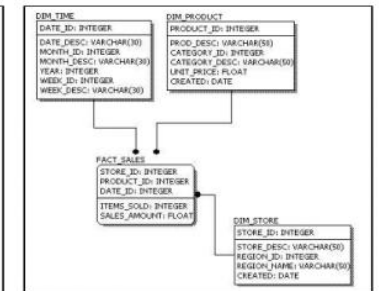 DIM_TIME
DATE_ID: INTEGER
DATE_DESC: VARCHAR(30)
MONTH_ID: INTEGER
MONTH_DESC: VARCHAR(30)
YEAR: INTEGER
WEEK_ID: INTEGER
WEEK_DESC: VARCHAR(30)
DIM_PRODUCT
PRODUCT_ID: INTEGER
PROD_DESC: VARCHAR(50)
CATEGORY_ID: INTEGER
CATEGORY_DESC: VARCHAR(50)
UNIT_PRICE: FLOAT
CREATED: DATE
FACT_SALES
STORE_ID: INTEGER
PRODUCT_ID: INTEGER
DATE_ID: INTEGER
ITEMS_SOLD: INTEGER
SALES_AMOUNT: FLOAT
DIM_STORE
STORE_ID: INTEGER
STORE_DESC: VARCHAR(50)
REGION_ID: INTEGER
REGION_NAME: VARCHAR(50)
CREATED: DATE